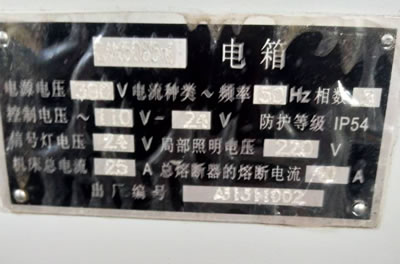 电箱
电源电压 380 V 电流种类 ~ 频率 50 Hz 相数 3
控制电压 ~ 110 V- 24 V 防护等级 IP54
信号灯电压 24 V 局部照明电压 220 V
机床总电流 25 A 总熔断器的熔断电流 A
出厂编号